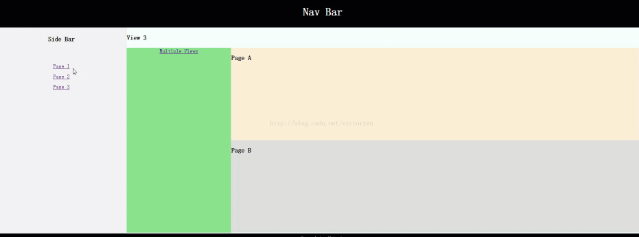 Nav Bar
Side Bar
Page 1
Page 2
Page 3
View 3
Multiple Views
Page A
Page B